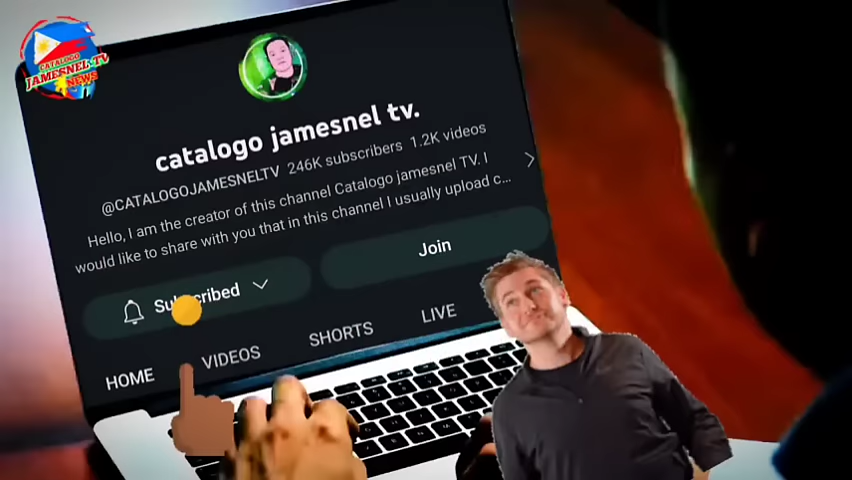 CATALOGO
JAMESNEL TV
NEWS
catalogo jamesnel tv.
@CATALOGOJAMESNELTV 246K subscribers 1.2K videos
Hello, I am the creator of this channel Catalogo jamesnel TV. I
would like to share with you that in this channel I usually upload c...
Subscribed
Join
HOME VIDEOS SHORTS LIVE